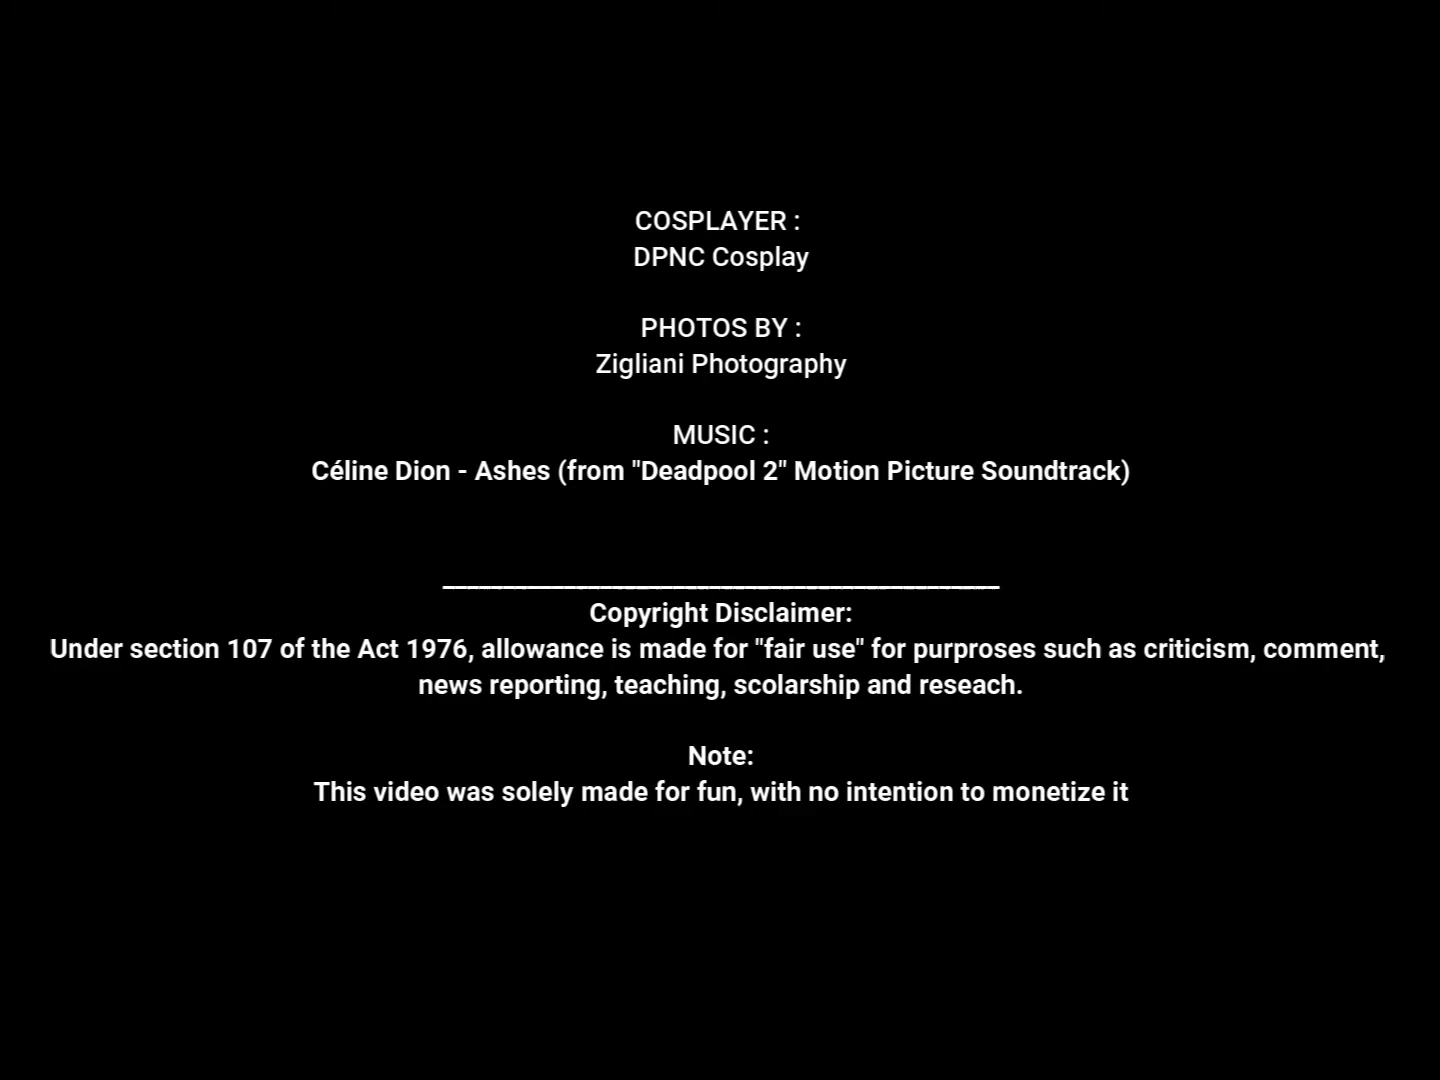 COSPLAYER :
DPNC Cosplay
PHOTOS BY :
Zigliani Photography
MUSIC :
Céline Dion - Ashes (from "Deadpool 2" Motion Picture Soundtrack)
Copyright Disclaimer:
Under section 107 of the Act 1976, allowance is made for "fair use" for purproses such as criticism, comment,
news reporting, teaching, scolarship and reseach.
Note:
This video was solely made for fun, with no intention to monetize it